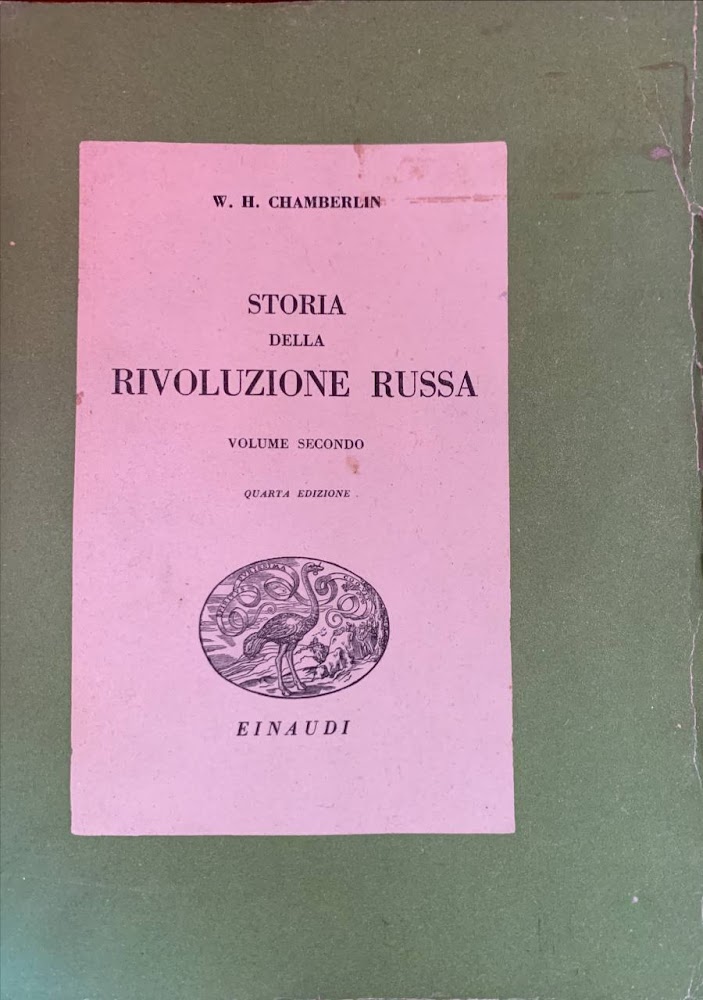 W. H. CHAMBERLIN
STORIA
DELLA
RIVOLUZIONE RUSSA
VOLUME SECONDO
QUARTA EDIZIONE
EINAUDI